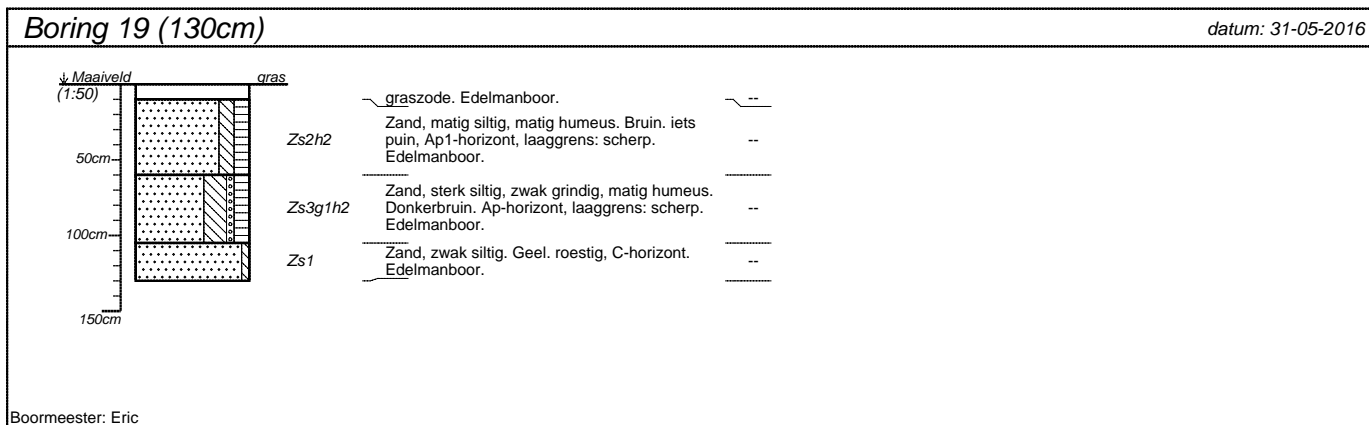 Boring 19 (130cm)
datum: 31-05-2016
Maaiveld
gras
(1:50)
graszode. Edelmanboor.
--
Zs2h2
Zand, matig siltig, matig humeus. Bruin. iets
puin, Ap1-horizont, laaggrens: scherp.
Edelmanboor.
--
50cm
Zs3g1h2
Zand, sterk siltig, zwak grindig, matig humeus.
Donkerbruin. Ap-horizont, laaggrens: scherp.
Edelmanboor.
--
100cm
Zs1
Zand, zwak siltig. Geel. roestig, C-horizont.
Edelmanboor.
--
150cm
Boormeester: Eric